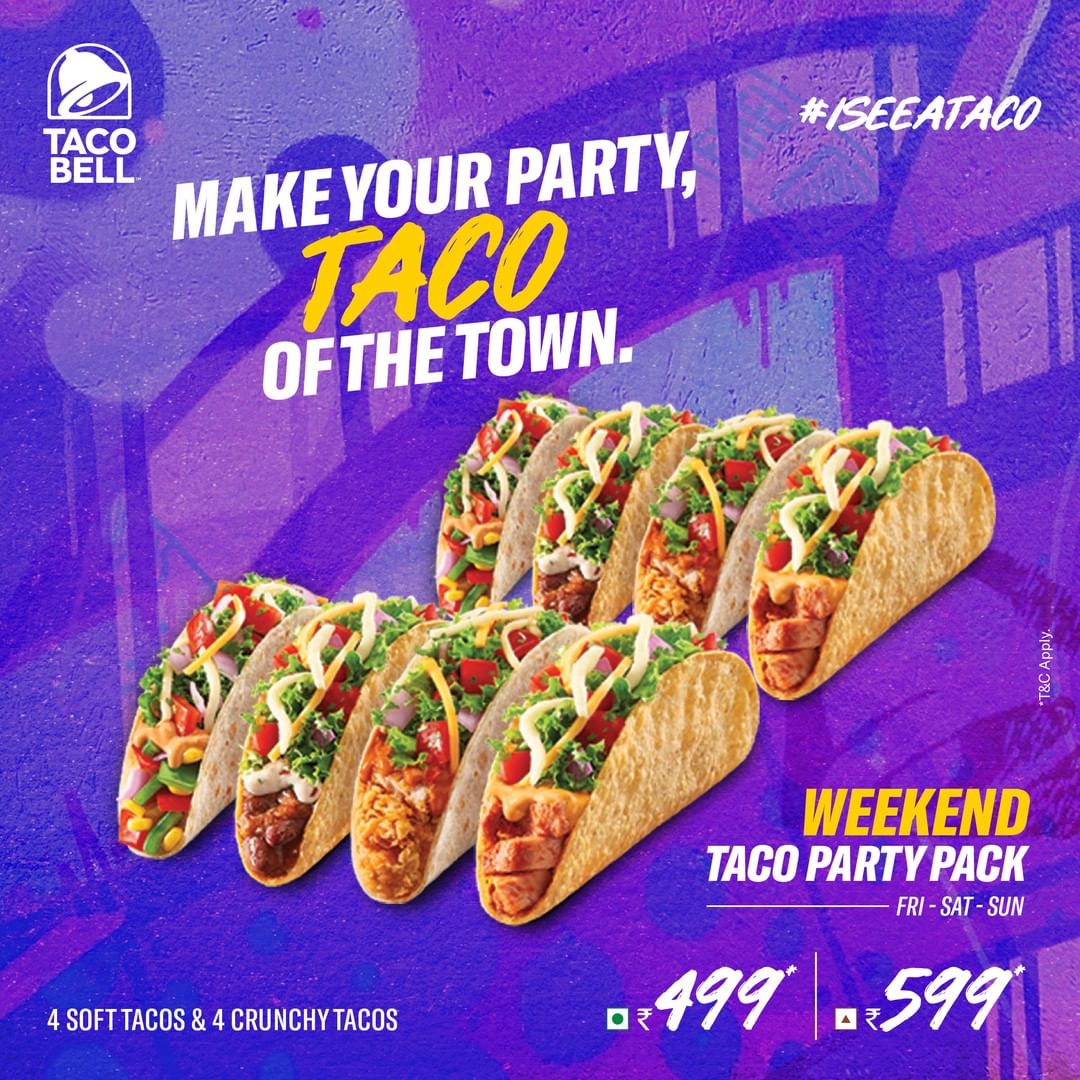 TACO
BELL
#ISEEATACO
MAKE YOUR PARTY,
TACO
OF THE TOWN.
*T&C Apply.
WEEKEND
TACO PARTY PACK
FRI - SAT - SUN
4 SOFT TACOS & 4 CRUNCHY TACOS
₹499*
₹599*